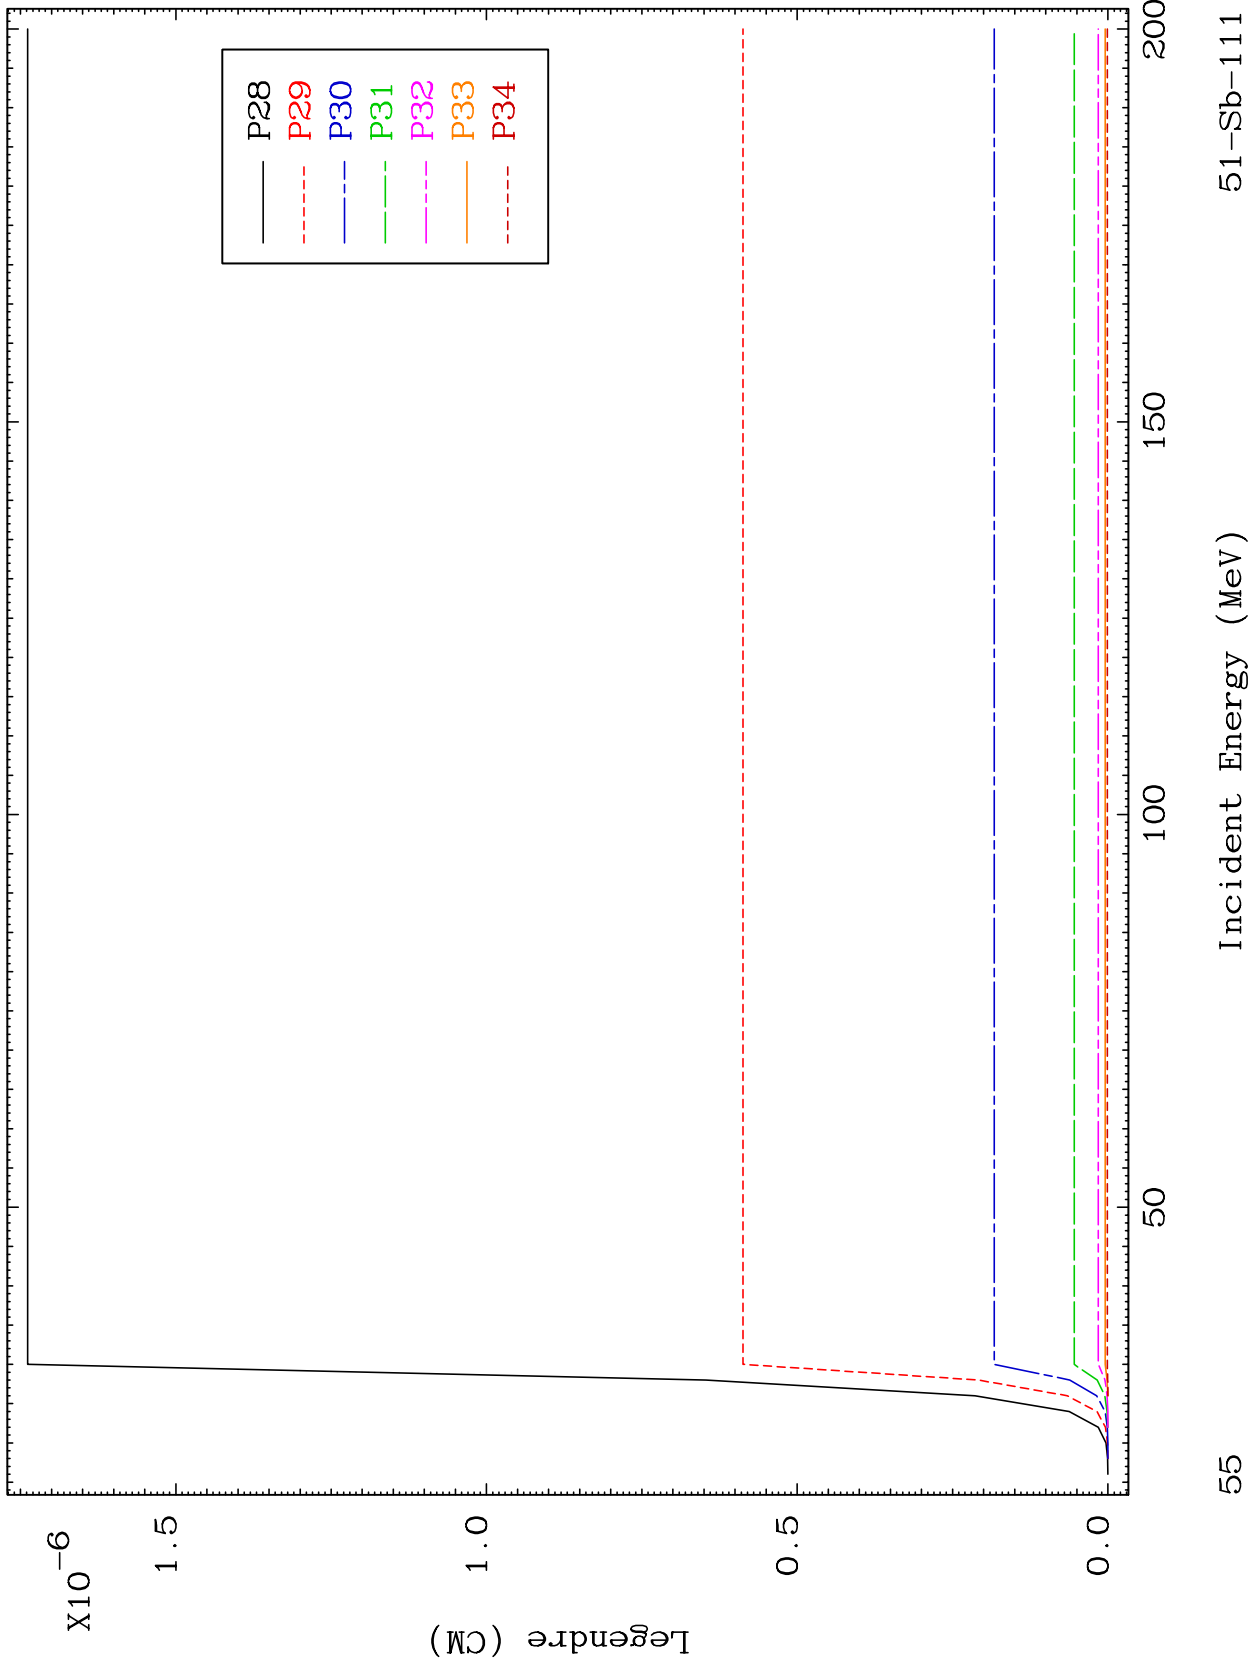 X10-6
1.5
1.0
0.5
0.0
Legendre (CM)
P28
P29
P30
P31
P32
P33
P34
50
100
150
200
Incident Energy (MeV)
55
51-Sb-111